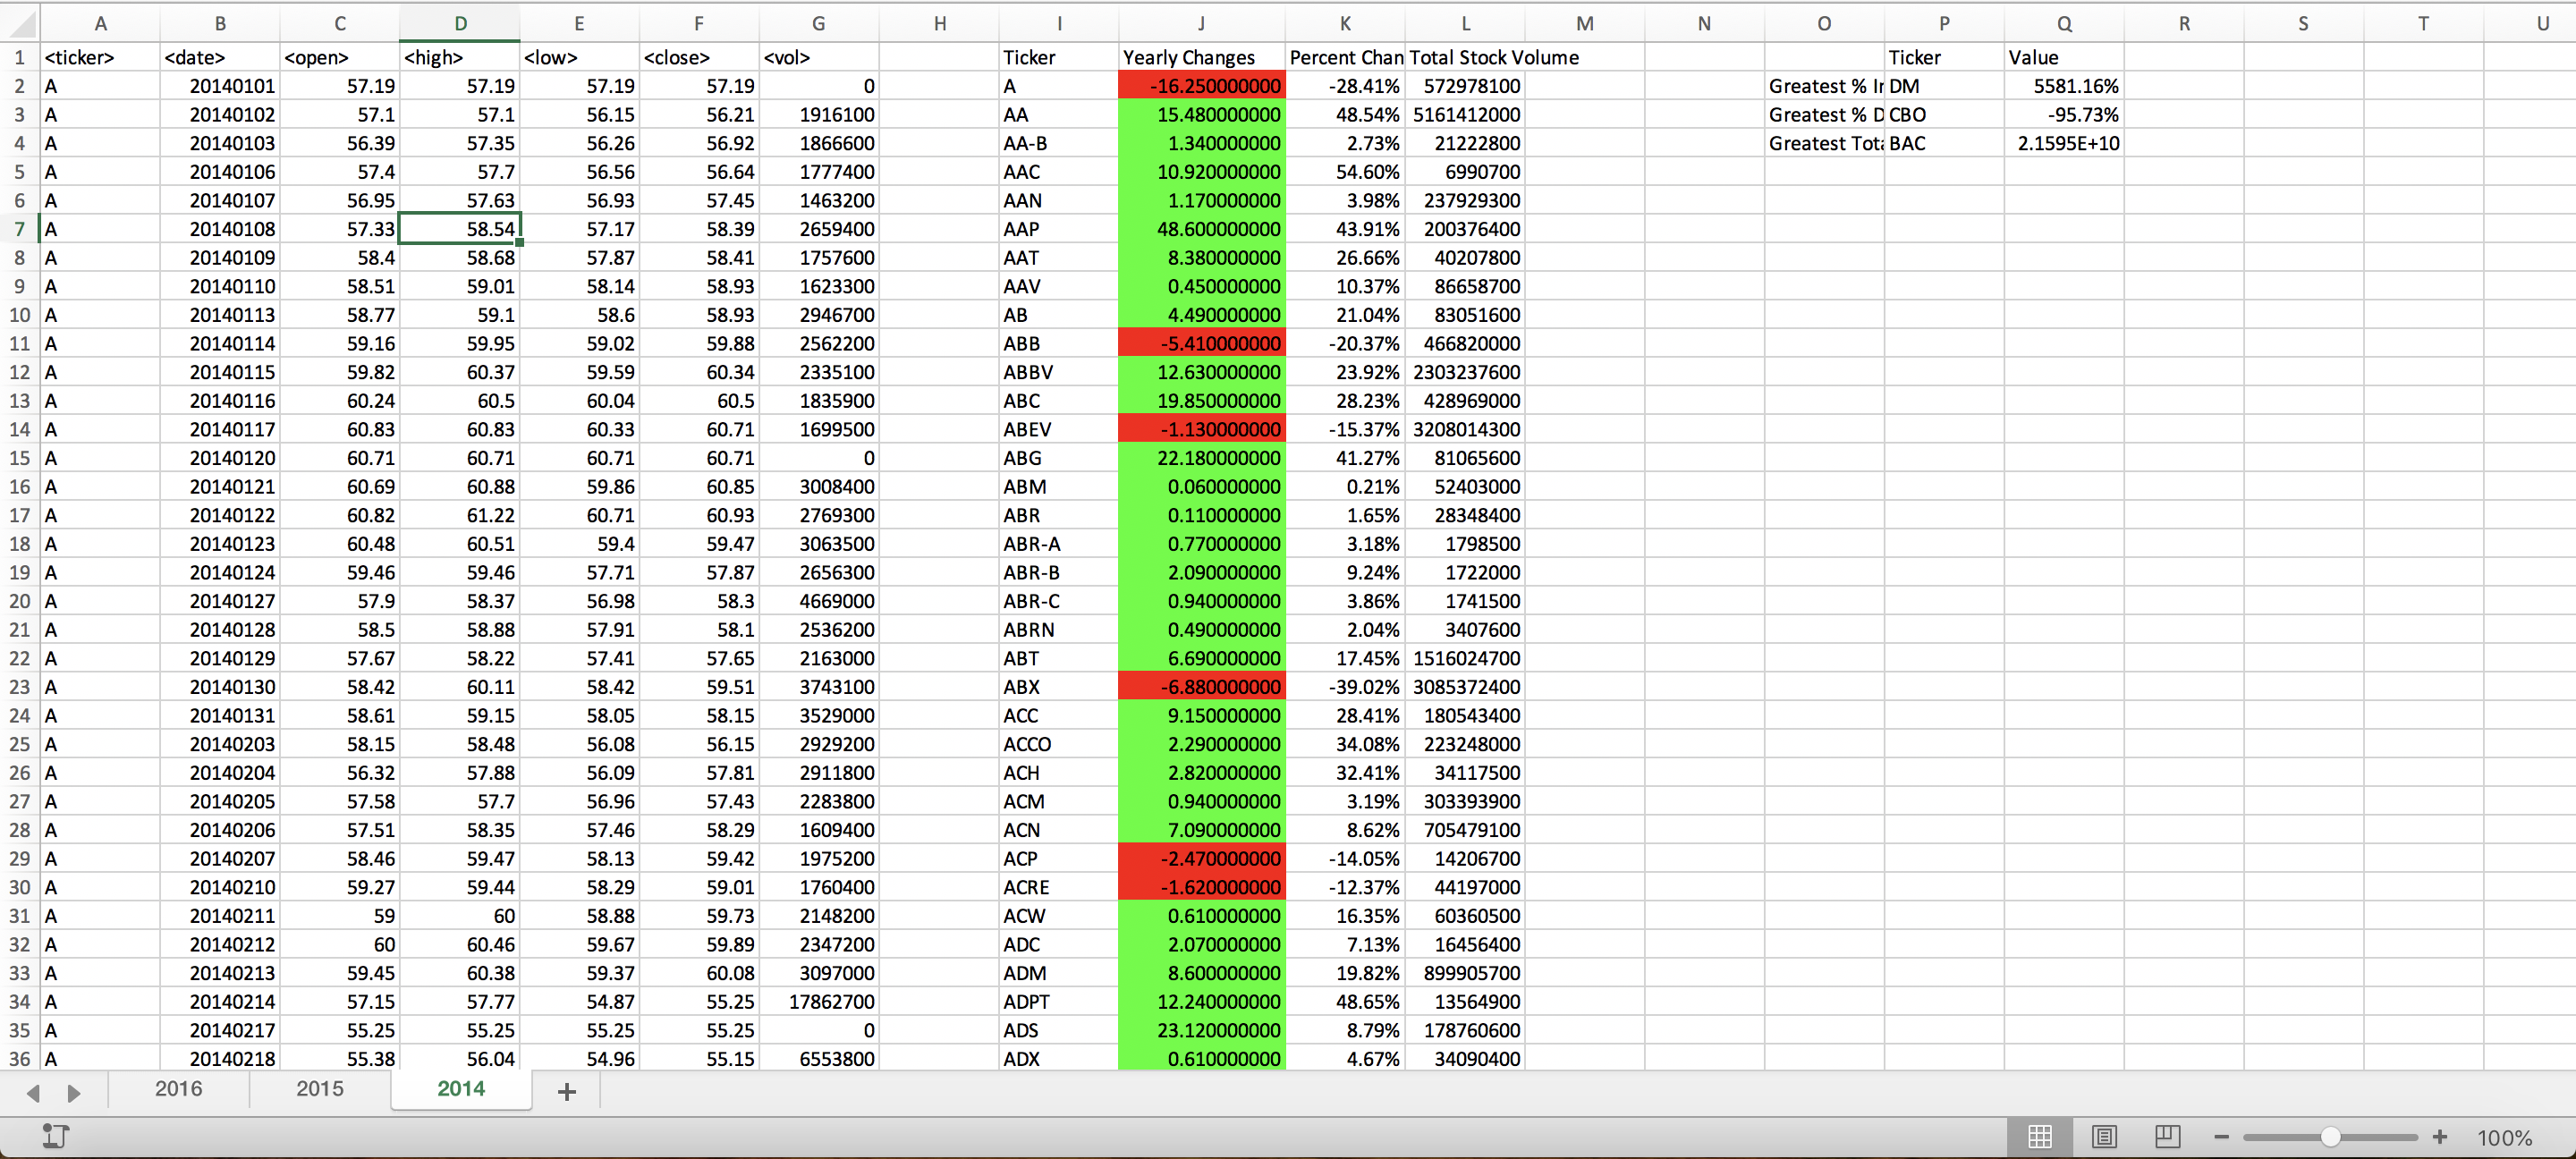 A B C D E F G H I J K L M N O P Q R S T U
1 <ticker> <date> <open> <high> <low> <close> <vol> Ticker Yearly Changes Percent Chan Total Stock Volume Ticker Value
2 A 20140101 57.19 57.19 57.19 57.19 0 A -16.250000000 -28.41% 572978100 Greatest % Ir DM 5581.16%
3 A 20140102 57.1 57.1 56.15 56.21 1916100 AA 15.480000000 48.54% 5161412000 Greatest % D CBO -95.73%
4 A 20140103 56.39 57.35 56.26 56.92 1866600 AA-B 1.340000000 2.73% 21222800 Greatest Tota BAC 2.1595E+10
5 A 20140106 57.4 57.7 56.56 56.64 1777400 AAC 10.920000000 54.60% 6990700
6 A 20140107 56.95 57.63 56.93 57.45 1463200 AAN 1.170000000 3.98% 237929300
7 A 20140108 57.33 58.54 57.17 58.39 2659400 AAP 48.600000000 43.91% 200376400
8 A 20140109 58.4 58.68 57.87 58.41 1757600 AAT 8.380000000 26.66% 40207800
9 A 20140110 58.51 59.01 58.14 58.93 1623300 AAV 0.450000000 10.37% 86658700
10 A 20140113 58.77 59.1 58.6 58.93 2946700 AB 4.490000000 21.04% 83051600
11 A 20140114 59.16 59.95 59.02 59.88 2562200 ABB -5.410000000 -20.37% 466820000
12 A 20140115 59.82 60.37 59.59 60.34 2335100 ABBV 12.630000000 23.92% 2303237600
13 A 20140116 60.24 60.5 60.04 60.5 1835900 ABC 19.850000000 28.23% 428969000
14 A 20140117 60.83 60.83 60.33 60.71 1699500 ABEV -1.130000000 -15.37% 3208014300
15 A 20140120 60.71 60.71 60.71 60.71 0 ABG 22.180000000 41.27% 81065600
16 A 20140121 60.69 60.88 59.86 60.85 3008400 ABM 0.060000000 0.21% 52403000
17 A 20140122 60.82 61.22 60.71 60.93 2769300 ABR 0.110000000 1.65% 28348400
18 A 20140123 60.48 60.51 59.4 59.47 3063500 ABR-A 0.770000000 3.18% 1798500
19 A 20140124 59.46 59.46 57.71 57.87 2656300 ABR-B 2.090000000 9.24% 1722000
20 A 20140127 57.9 58.37 56.98 58.3 4669000 ABR-C 0.940000000 3.86% 1741500
21 A 20140128 58.5 58.88 57.91 58.1 2536200 ABRN 0.490000000 2.04% 3407600
22 A 20140129 57.67 58.22 57.41 57.65 2163000 ABT 6.690000000 17.45% 1516024700
23 A 20140130 58.42 60.11 58.42 59.51 3743100 ABX -6.880000000 -39.02% 3085372400
24 A 20140131 58.61 59.15 58.05 58.15 3529000 ACC 9.150000000 28.41% 180543400
25 A 20140203 58.15 58.48 56.08 56.15 2929200 ACCO 2.290000000 34.08% 223248000
26 A 20140204 56.32 57.88 56.09 57.81 2911800 ACH 2.820000000 32.41% 34117500
27 A 20140205 57.58 57.7 56.96 57.43 2283800 ACM 0.940000000 3.19% 303393900
28 A 20140206 57.51 58.35 57.46 58.29 1609400 ACN 7.090000000 8.62% 705479100
29 A 20140207 58.46 59.47 58.13 59.42 1975200 ACP -2.470000000 -14.05% 14206700
30 A 20140210 59.27 59.44 58.29 59.01 1760400 ACRE -1.620000000 -12.37% 44197000
31 A 20140211 59 60 58.88 59.73 2148200 ACW 0.610000000 16.35% 60360500
32 A 20140212 60 60.46 59.67 59.89 2347200 ADC 2.070000000 7.13% 16456400
33 A 20140213 59.45 60.38 59.37 60.08 3097000 ADM 8.600000000 19.82% 899905700
34 A 20140214 57.15 57.77 54.87 55.25 17862700 ADPT 12.240000000 48.65% 13564900
35 A 20140217 55.25 55.25 55.25 55.25 0 ADS 23.120000000 8.79% 178760600
36 A 20140218 55.38 56.04 54.96 55.15 6553800 ADX 0.610000000 4.67% 34090400
2016 2015 2014 +
100%